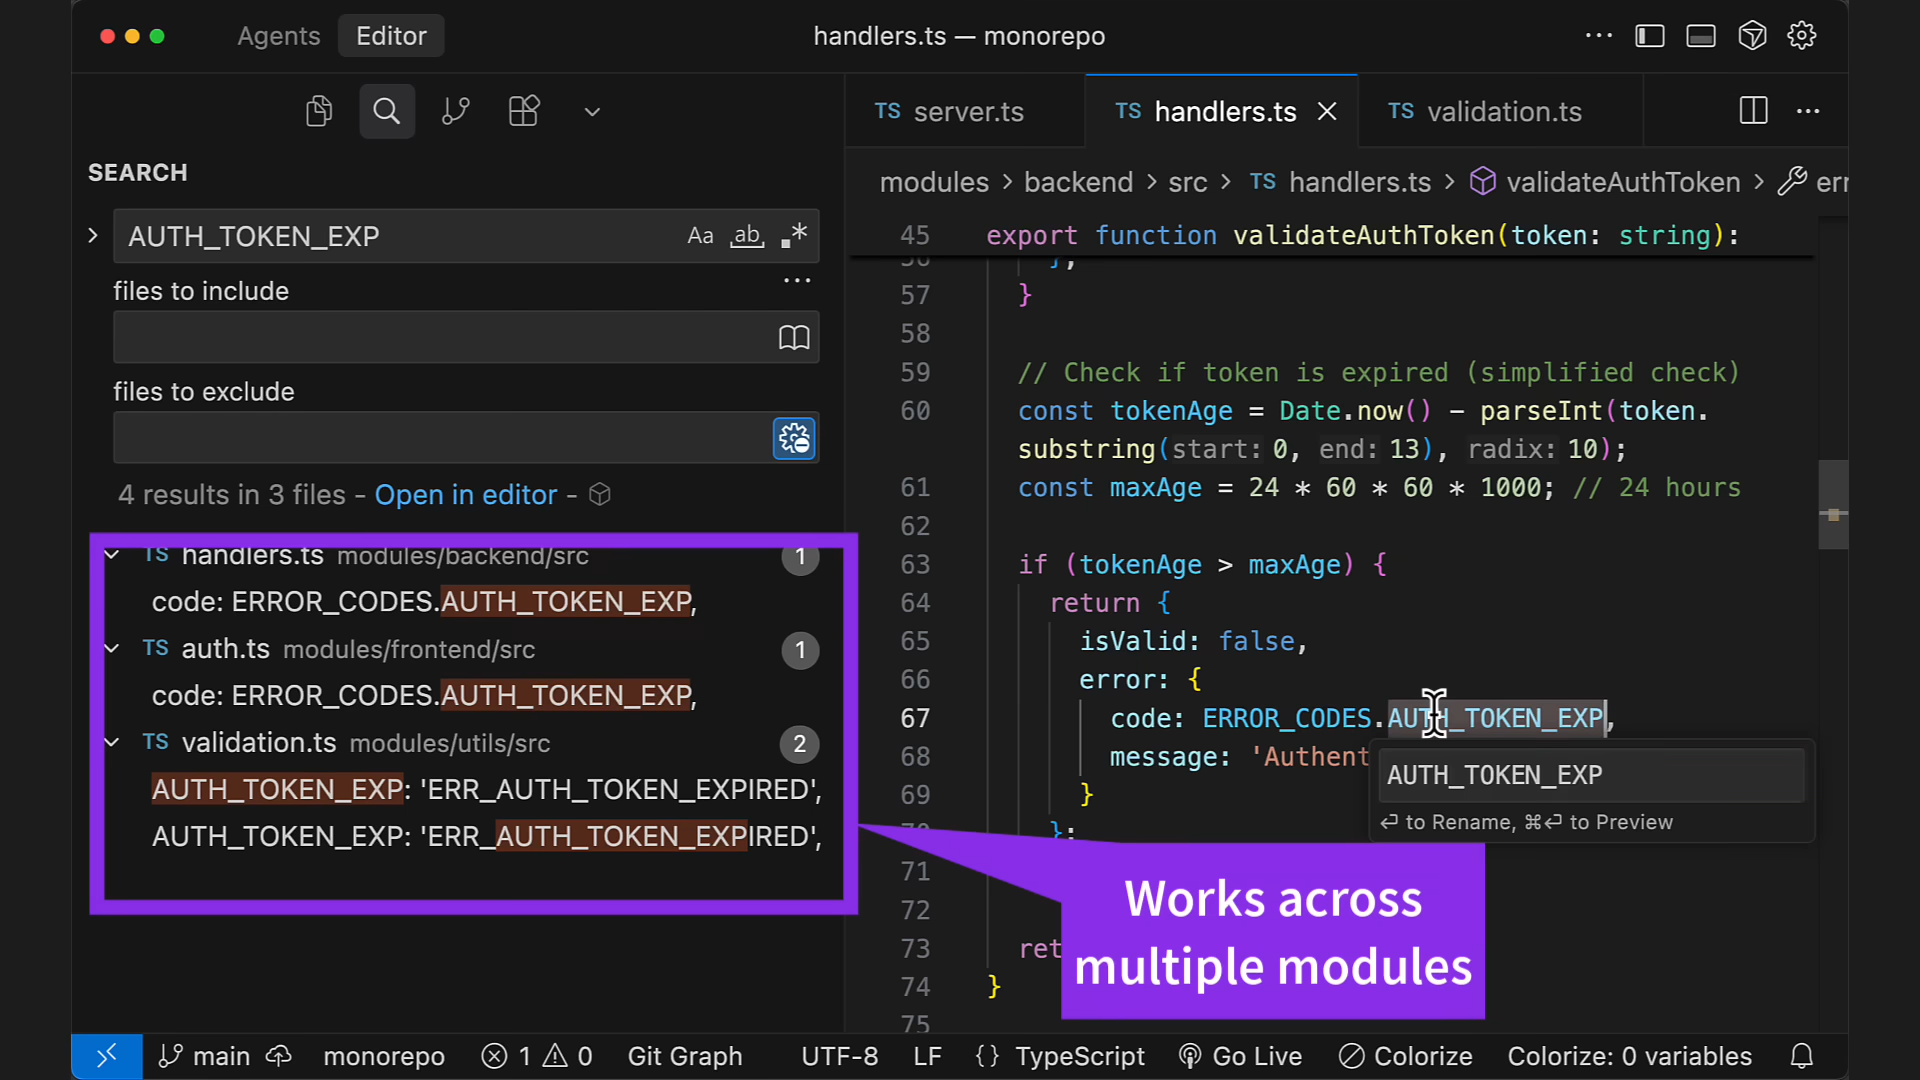 Agents Editor handlers.ts — monorepo
SEARCH
AUTH_TOKEN_EXP Aa ab .*
files to include
files to exclude
4 results in 3 files - Open in editor -
TS handlers.ts modules/backend/src 1
code: ERROR_CODES.AUTH_TOKEN_EXP,
TS auth.ts modules/frontend/src 1
code: ERROR_CODES.AUTH_TOKEN_EXP,
TS validation.ts modules/utils/src 2
AUTH_TOKEN_EXP: 'ERR_AUTH_TOKEN_EXPIRED',
AUTH_TOKEN_EXP: 'ERR_AUTH_TOKEN_EXPIRED',
TS server.ts TS handlers.ts TS validation.ts
modules > backend > src > TS handlers.ts > validateAuthToken > err
45 export function validateAuthToken(token: string):
56 };
57 }
58
59 // Check if token is expired (simplified check)
60 const tokenAge = Date.now() - parseInt(token.
substring(start: 0, end: 13), radix: 10);
61 const maxAge = 24 * 60 * 60 * 1000; // 24 hours
62
63 if (tokenAge > maxAge) {
64 return {
65 isValid: false,
66 error: {
67 code: ERROR_CODES.AUTH_TOKEN_EXP,
68 message: 'Authent
AUTH_TOKEN_EXP
⏎ to Rename, ⌘⏎ to Preview
69 }
70 };
71
72
73 ret
74 }
75
Works across
multiple modules
main monorepo 1 0 Git Graph UTF-8 LF {} TypeScript Go Live Colorize Colorize: 0 variables